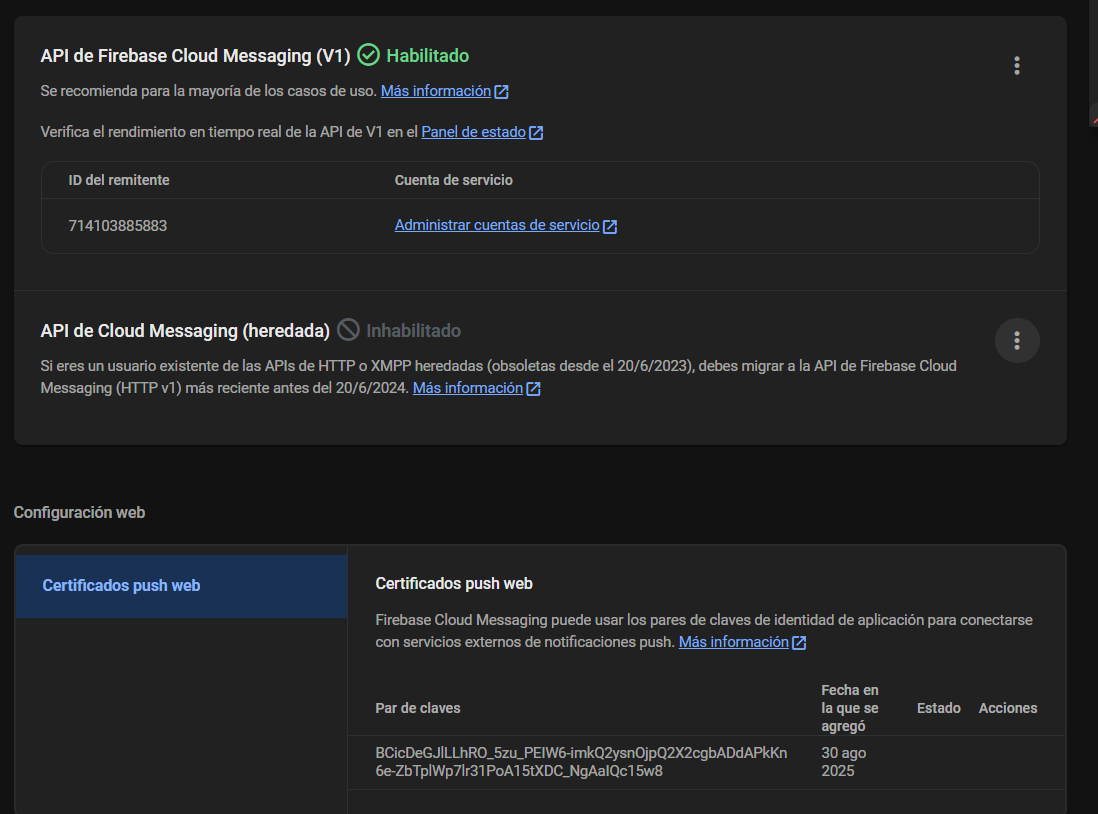 API de Firebase Cloud Messaging (V1) Habilitado
Se recomienda para la mayoría de los casos de uso. Más información
Verifica el rendimiento en tiempo real de la API de V1 en el Panel de estado
ID del remitente Cuenta de servicio
714103885883 Administrar cuentas de servicio
API de Cloud Messaging (heredada) Inhabilitado
Si eres un usuario existente de las APIs de HTTP o XMPP heredadas (obsoletas desde el 20/6/2023), debes migrar a la API de Firebase Cloud
Messaging (HTTP v1) más reciente antes del 20/6/2024. Más información
Configuración web
Certificados push web
Certificados push web
Firebase Cloud Messaging puede usar los pares de claves de identidad de aplicación para conectarse
con servicios externos de notificaciones push. Más información
Par de claves
Fecha en
la que se
agregó
Estado
Acciones
BCicDeGJlLLhRO_5zu_PEIW6-imkQ2ysnOjpQ2X2cgbADdAPkKn
6e-ZbTplWp7lr31PoA15tXDC_NgAaIQc15w8
30 ago
2025